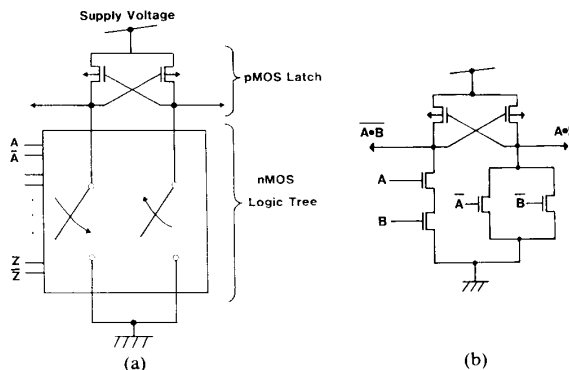 Supply Voltage
pMOS Latch
A
A̅
nMOS
Logic Tree
Z
Z̅
(a)
A̅•̅B̅
A•
A
B
A̅
B̅
(b)